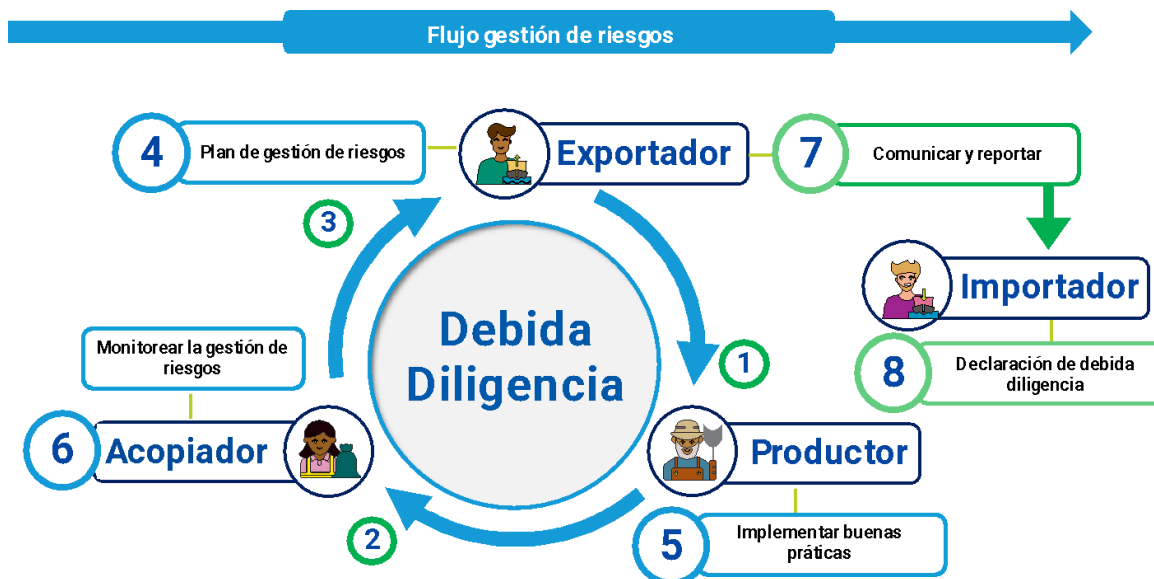 Flujo gestión de riesgos
4
Plan de gestión de riesgos
Exportador
7
Comunicar y reportar
3
Importador
Debida
Diligencia
1
8
Declaración de debida
diligencia
Monitorear la gestión de
riesgos
6
Acopiador
Productor
2
5
Implementar buenas
práticas